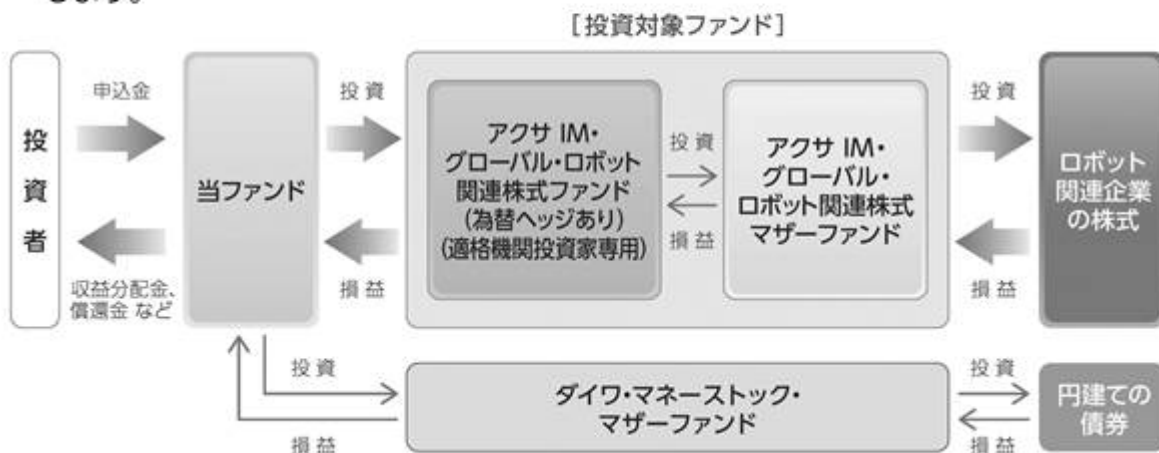 します。
[投資対象ファンド]
投資者
申込金
収益分配金、
償還金 など
当ファンド
投資
損益
アクサ IM・
グローバル・ロボット
関連株式ファンド
(為替ヘッジあり)
(適格機関投資家専用)
投資
損益
アクサ IM・
グローバル・
ロボット関連株式
マザーファンド
投資
損益
ロボット
関連企業
の株式
投資
損益
ダイワ・マネーストック・
マザーファンド
投資
損益
円建ての
債券